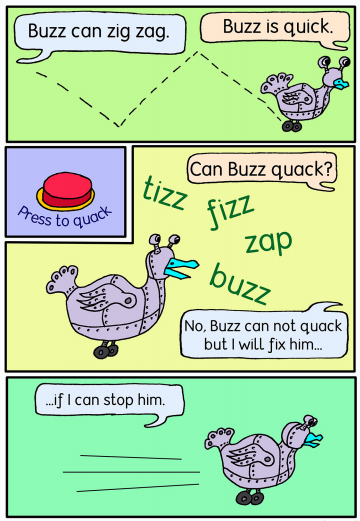 Buzz can zig zag.
Buzz is quick.
Press to quack
Can Buzz quack?
tizz
fizz
zap
buzz
No, Buzz can not quack
but I will fix him...
...if I can stop him.